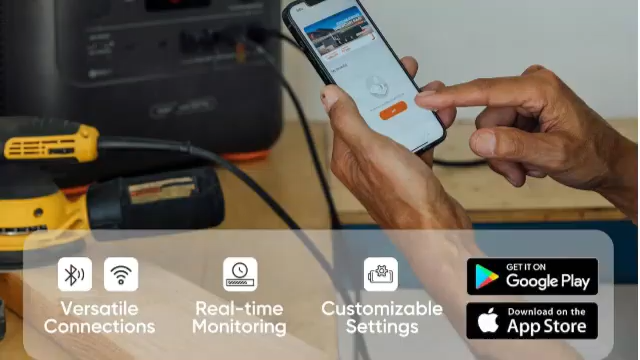 Versatile
Connections
Real-time
Monitoring
Customizable
Settings
GET IT ON
Google Play
Download on the
App Store